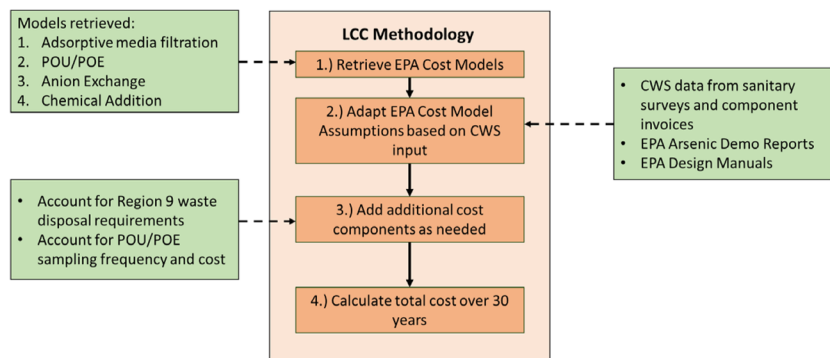 Models retrieved:
1. Adsorptive media filtration
2. POU/POE
3. Anion Exchange
4. Chemical Addition
LCC Methodology
1.) Retrieve EPA Cost Models
2.) Adapt EPA Cost Model
Assumptions based on CWS
input
• CWS data from sanitary
surveys and component
invoices
• EPA Arsenic Demo Reports
• EPA Design Manuals
• Account for Region 9 waste
disposal requirements
• Account for POU/POE
sampling frequency and cost
3.) Add additional cost
components as needed
4.) Calculate total cost over 30
years